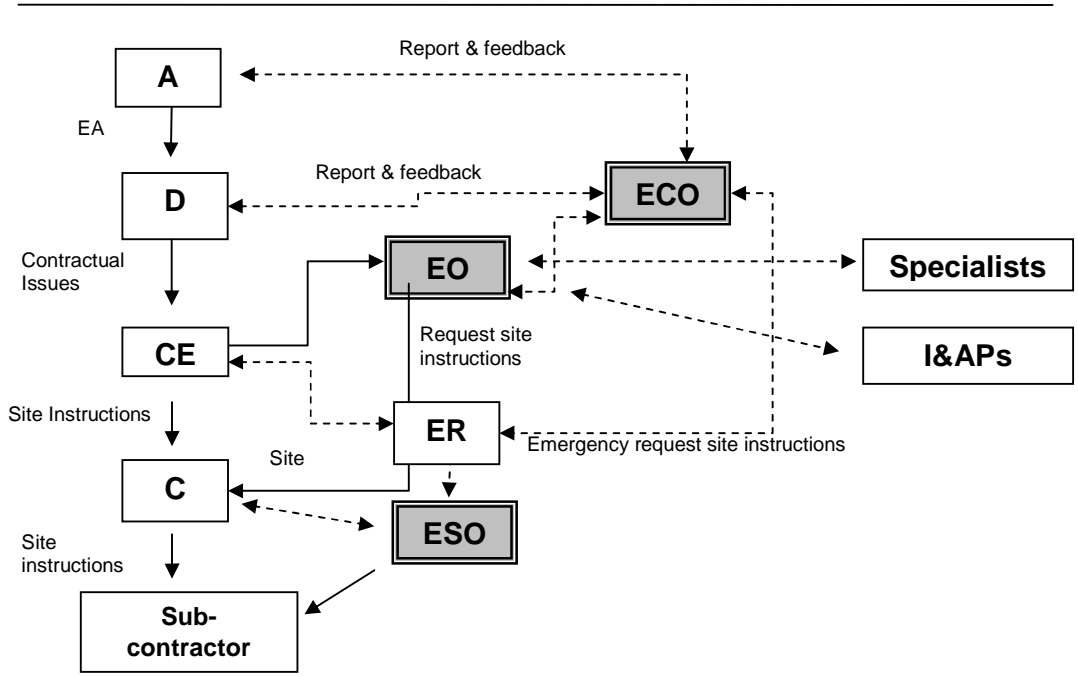 Report & feedback
A
EA
Report & feedback
ECO
D
Contractual
Issues
EO
Specialists
Request site
instructions
I&APs
CE
Site Instructions
ER
Emergency request site instructions
Site
C
ESO
Site
instructions
Sub-
contractor